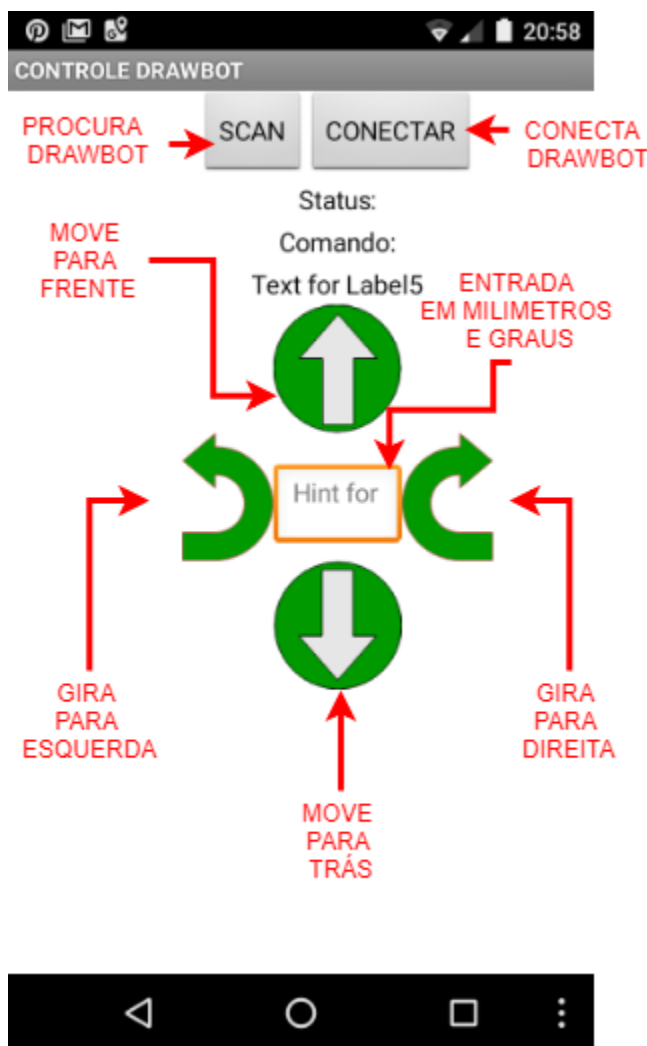 20:58
CONTROLE DRAWBOT
PROCURA
DRAWBOT
SCAN
CONECTAR
CONECTA
DRAWBOT
Status:
Comando:
Text for Label5
MOVE
PARA
FRENTE
ENTRADA
EM MILIMETROS
E GRAUS
Hint for
GIRA
PARA
ESQUERDA
GIRA
PARA
DIREITA
MOVE
PARA
TRÁS